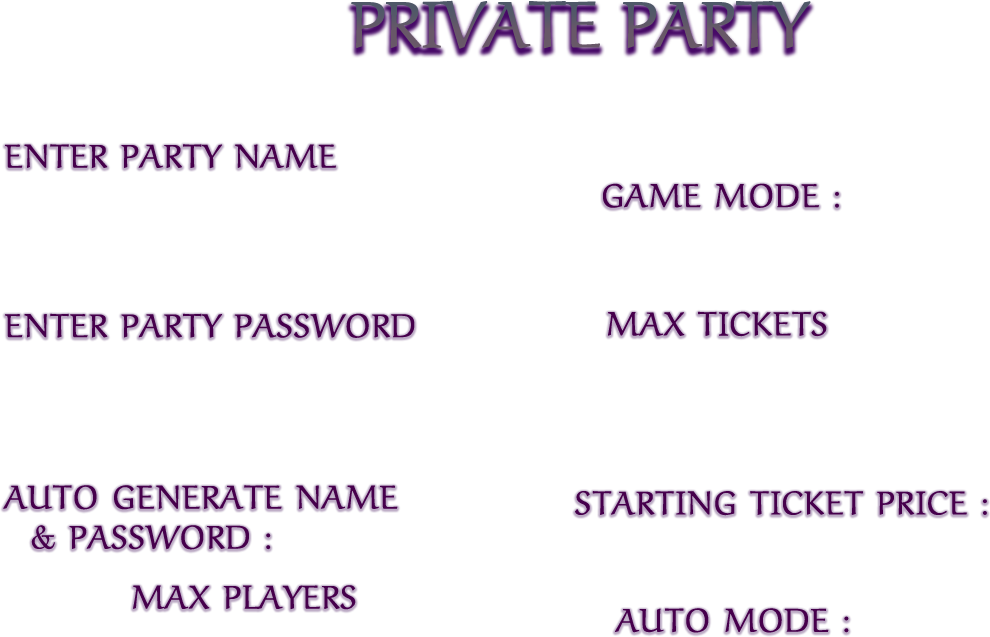 PRIVATE PARTY
ENTER PARTY NAME
GAME MODE :
ENTER PARTY PASSWORD
MAX TICKETS
AUTO GENERATE NAME
& PASSWORD :
STARTING TICKET PRICE :
MAX PLAYERS
AUTO MODE :